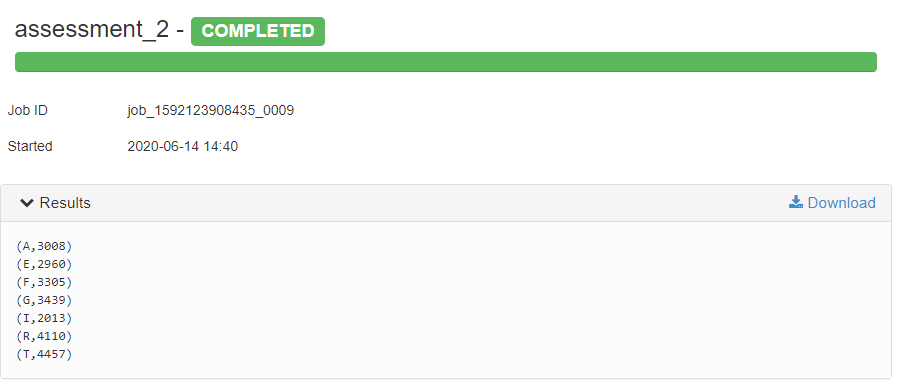 assessment_2 - COMPLETED
Job ID job_1592123908435_0009
Started 2020-06-14 14:40
Results Download
(A,3008)
(E,2960)
(F,3305)
(G,3439)
(I,2013)
(R,4110)
(T,4457)